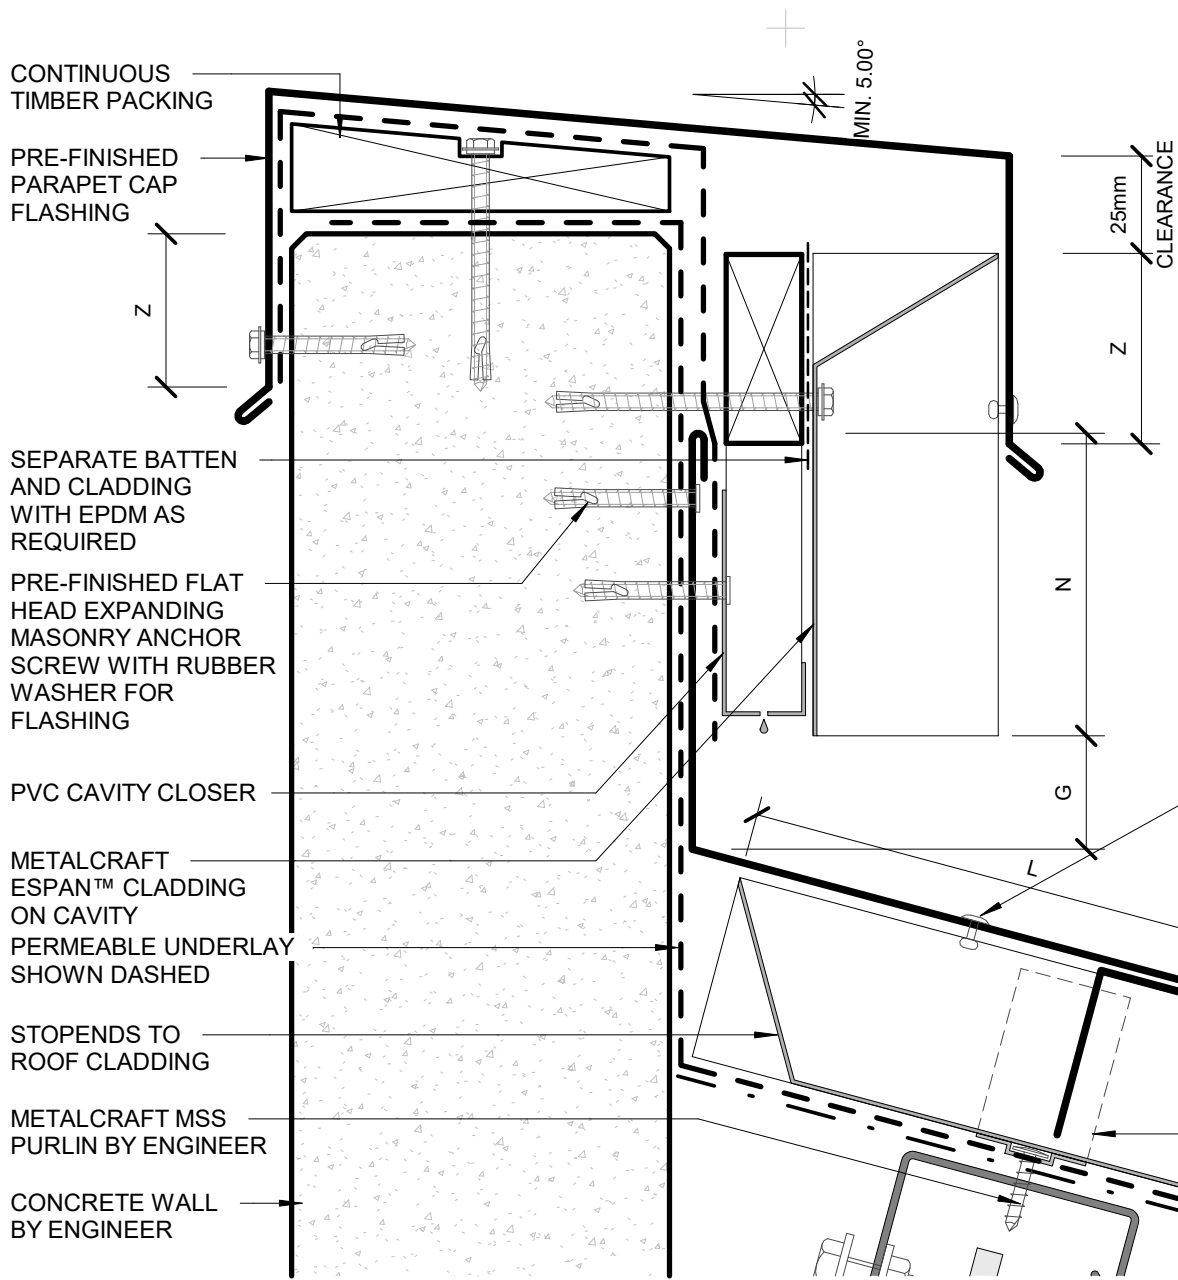 CONTINUOUS
TIMBER PACKING
PRE-FINISHED
PARAPET CAP
FLASHING
MIN. 5.00°
25mm
CLEARANCE
Z
Z
SEPARATE BATTEN
AND CLADDING
WITH EPDM AS
REQUIRED
PRE-FINISHED FLAT
HEAD EXPANDING
MASONRY ANCHOR
SCREW WITH RUBBER
WASHER FOR
FLASHING
N
PVC CAVITY CLOSER
G
METALCRAFT
ESPAN™ CLADDING
ON CAVITY
L
PERMEABLE UNDERLAY
SHOWN DASHED
STOPENDS TO
ROOF CLADDING
METALCRAFT MSS
PURLIN BY ENGINEER
CONCRETE WALL
BY ENGINEER